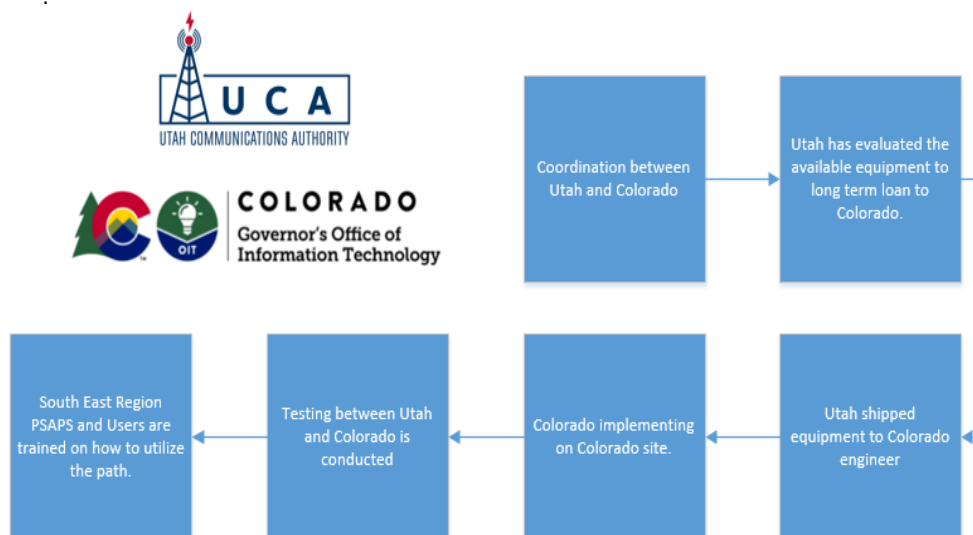 UCA
UTAH COMMUNICATIONS AUTHORITY
COLORADO
Governor's Office of
Information Technology
OIT
TM
Coordination between
Utah and Colorado
Utah has evaluated the
available equipment to
long term loan to
Colorado.
Utah shipped
equipment to Colorado
engineer
Colorado implementing
on Colorado site.
Testing between Utah
and Colorado is
conducted
South East Region
PSAPS and Users are
trained on how to utilize
the path.